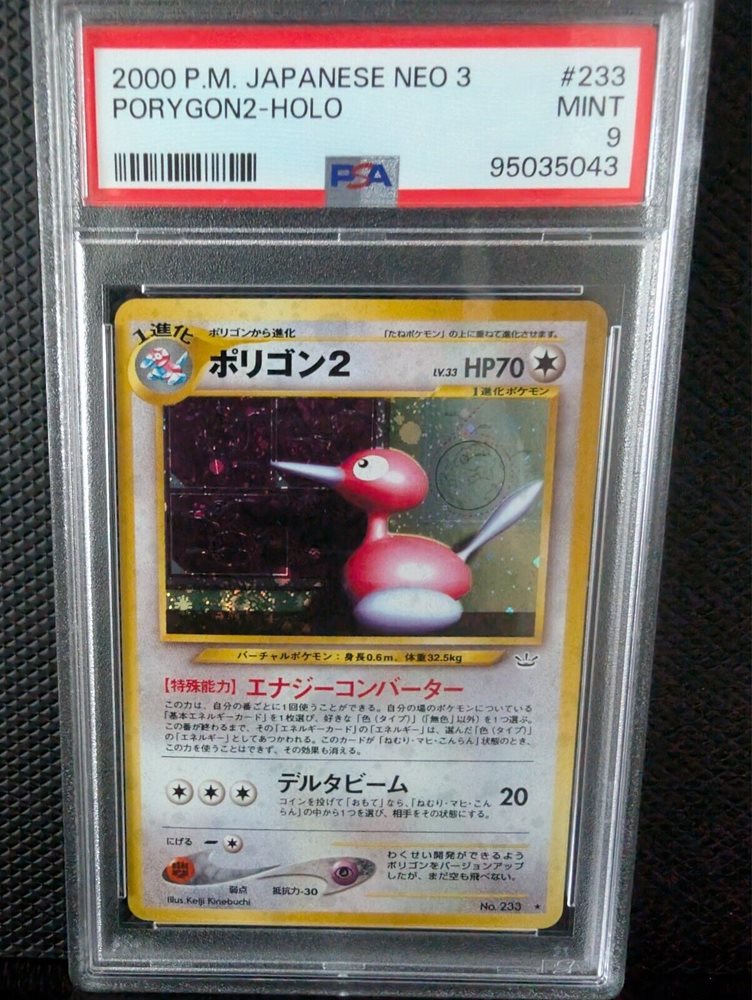 2000 P.M. JAPANESE NEO 3 #233
PORYGON2-HOLO MINT
9
PSA 95035043
1進化
ポリゴンから進化 「たねポケモン」の上に重ねて進化させます。
ポリゴン2 LV.33 HP70
1進化ポケモン
バーチャルポケモン：身長0.6m、体重32.5kg
【特殊能力】エナジーコンバーター
この力は、自分の番ごとに1回使うことができる。自分の場のポケモンについている
「基本エネルギーカード」を1枚選び、好きな「色（タイプ）」（「無色」以外）を1つ選ぶ。
この番が終わるまで、その「エネルギーカード」の「エネルギー」は、選んだ「色（タイプ）」
の「エネルギー」としてあつかわれる。このカードが「ねむり・マヒ・こんらん」状態のとき、
この力を使うことはできず、その効果も消える。
デルタビーム 20
コインを投げて「おもて」なら、「ねむり・マヒ・こん
らん」の中から1つを選び、相手をその状態にする。
にげる
弱点
抵抗力-30
わくせい開発ができるよう
ポリゴンをバージョンアップ
したが、まだ空も飛べない。
Illus. Keiji Kinebuchi No. 233